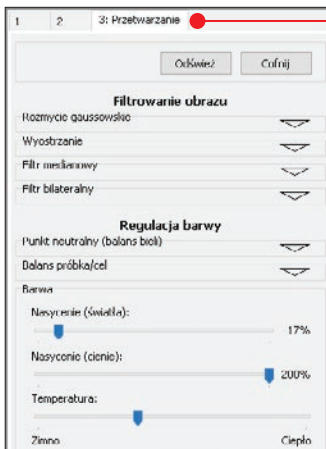 1 2 3: Przetwarzanie
Odśwież Cofnij
Filtrowanie obrazu
Rozmycie gaussowskie
Wyostrzanie
Filtr medianowy
Filtr bilateralny
Regulacja barwy
Punkt neutralny (balans bieli)
Balans próbka/cel
Barwa
Nasycenie (światła):
17%
Nasycenie (cienie):
200%
Temperatura:
Zimno Ciepło